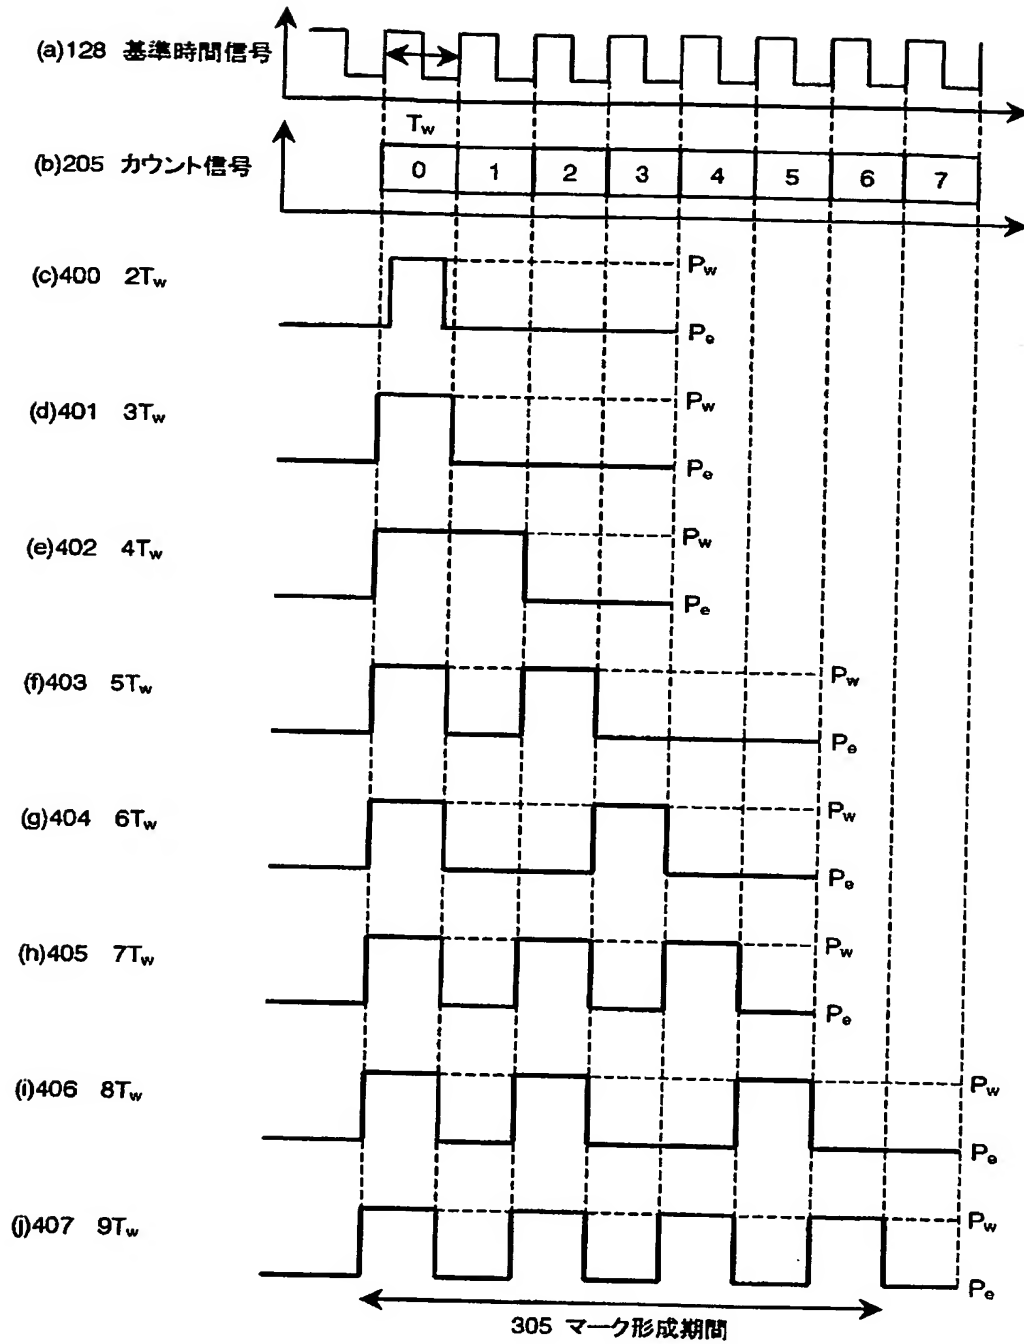 (a)128 基準時間信号
Tw
(b)205 カウント信号
0 1 2 3 4 5 6 7
(c)400 2Tw
Pw
Pe
(d)401 3Tw
Pw
Pe
(e)402 4Tw
Pw
Pe
(f)403 5Tw
Pw
Pe
(g)404 6Tw
Pw
Pe
(h)405 7Tw
Pw
Pe
(i)406 8Tw
Pw
Pe
(j)407 9Tw
Pw
Pe
305 マーク形成期間